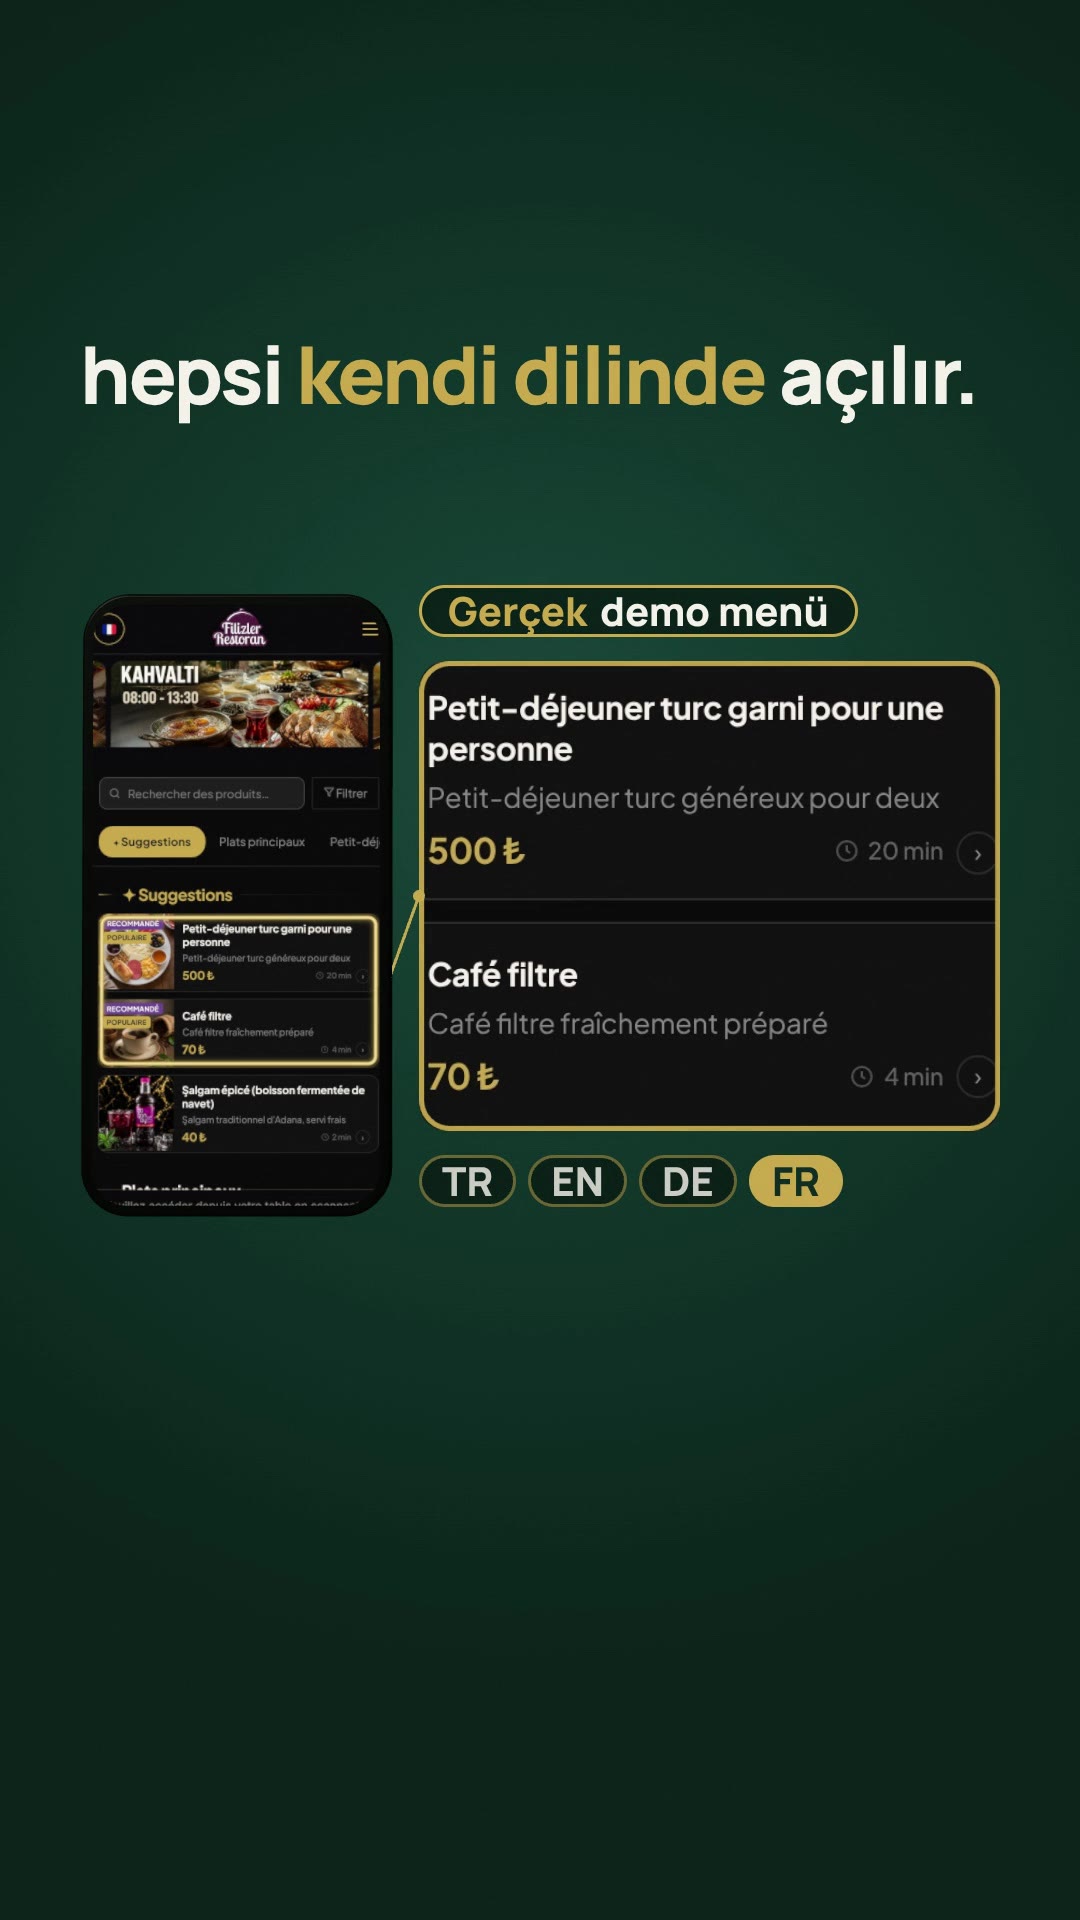 hepsi kendi dilinde açılır.
Filizler
Restoran
KAHVALTI
08:00 - 13:30
Rechercher des produits...
Filtrer
Suggestions
Plats principaux
Petit-déj
Suggestions
RECOMMANDÉ
POPULAIRE
Petit-déjeuner turc garni pour une
personne
Petit-déjeuner turc généreux pour deux
500 ₺
20 min
RECOMMANDÉ
POPULAIRE
Café filtre
Café filtre fraîchement préparé
70 ₺
4 min
Şalgam épicé (boisson fermentée de
navet)
Şalgam traditionnel d'Adana, servi frais
40 ₺
2 min
Plats principaux
Gerçek demo menü
Petit-déjeuner turc garni pour une
personne
Petit-déjeuner turc généreux pour deux
500 ₺
20 min
Café filtre
Café filtre fraîchement préparé
70 ₺
4 min
TR
EN
DE
FR